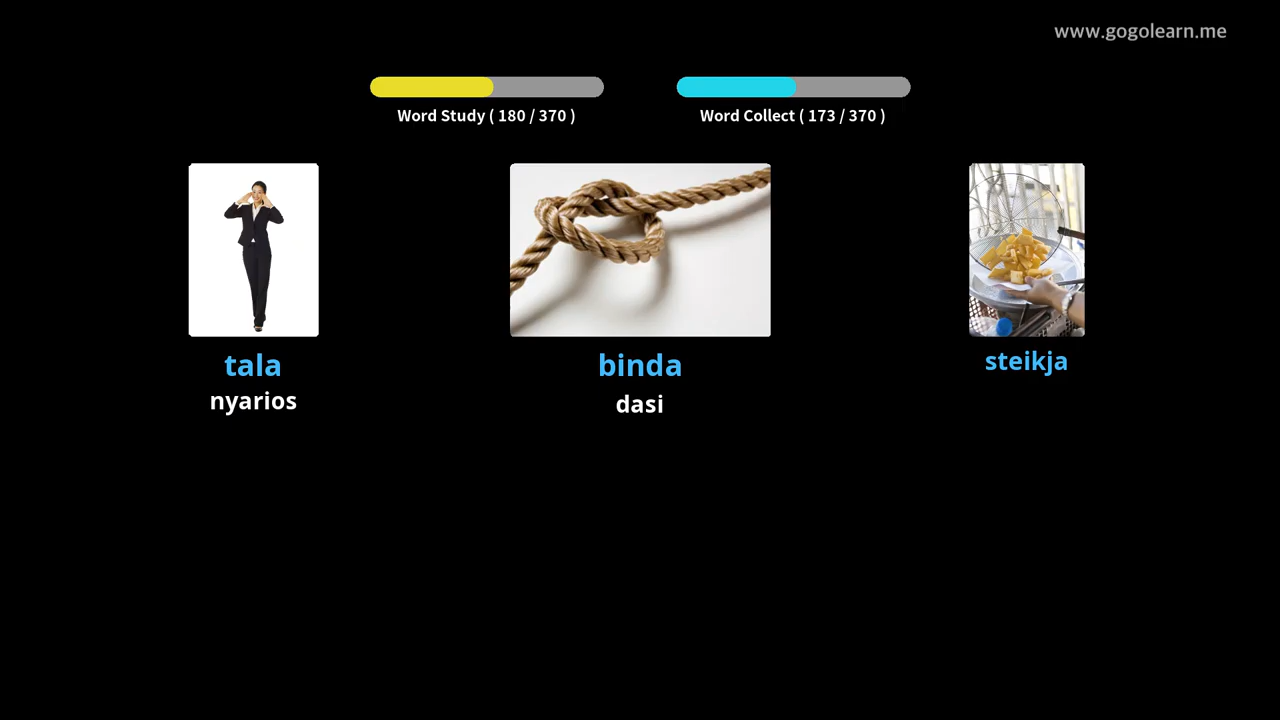 www.gogolearn.me
Word Study ( 180 / 370 )
Word Collect ( 173 / 370 )
tala
nyarios
binda
dasi
steikja